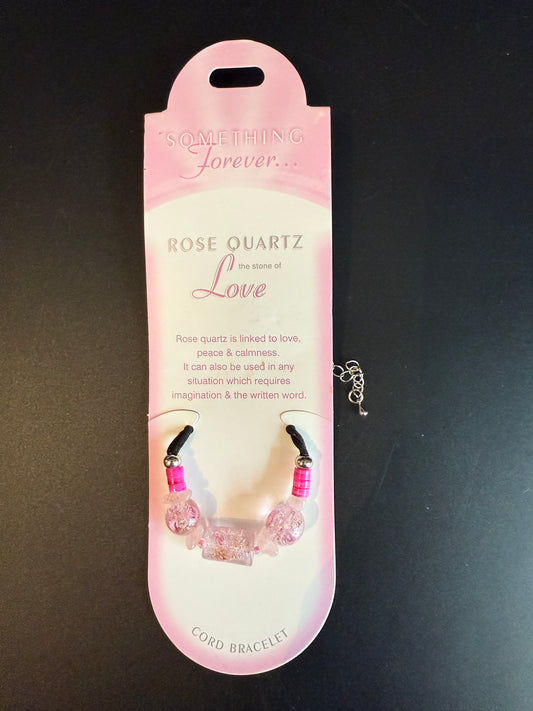 SOMETHING
Forever...
ROSE QUARTZ
the stone of
Love
Rose quartz is linked to love,
peace & calmness.
It can also be used in any
situation which requires
imagination & the written word.
CORD BRACELET